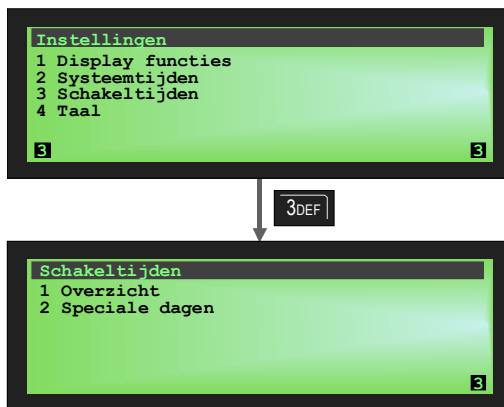 Instellingen
1 Display functies
2 Systeemtijden
3 Schakeltijden
4 Taal
3 3
3DEF
Schakeltijden
1 Overzicht
2 Speciale dagen
3